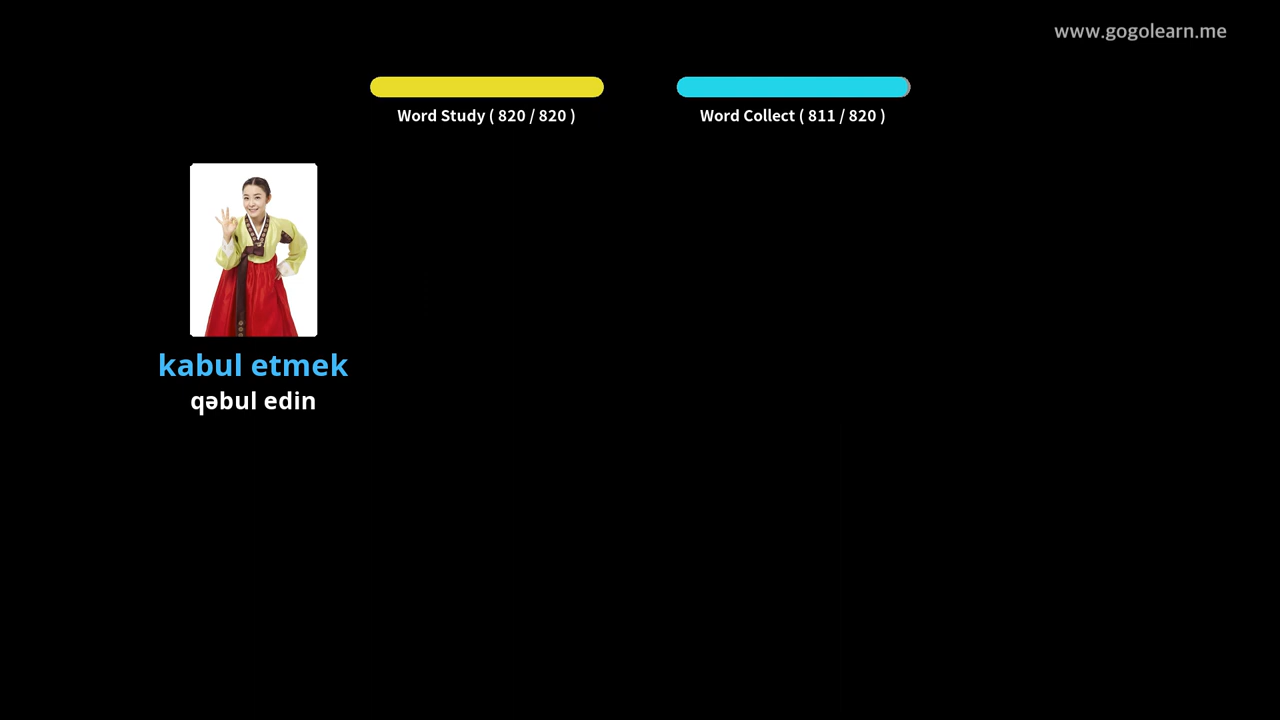 www.gogolearn.me
Word Study ( 820 / 820 )
Word Collect ( 811 / 820 )
kabul etmek
qəbul edin